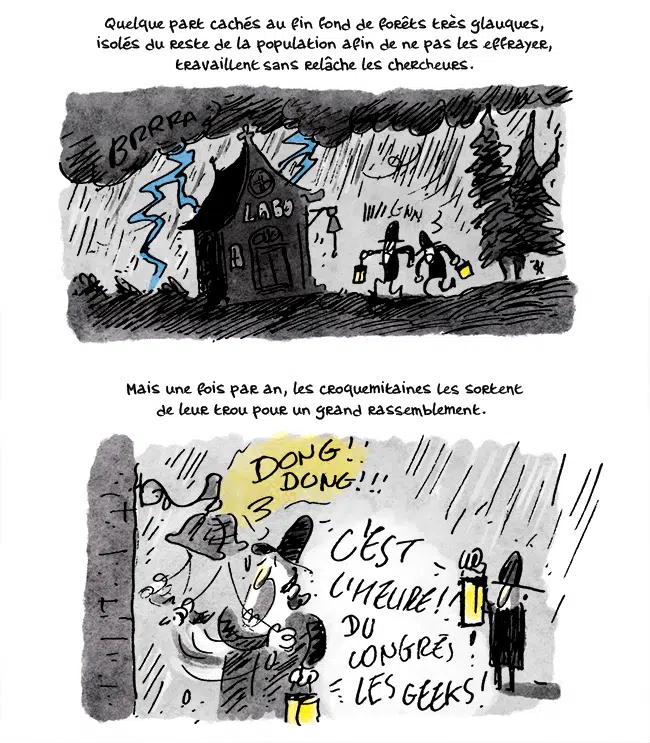 Quelque part cachés au fin fond de forêts très glauques,
isolés du reste de la population afin de ne pas les effrayer,
travaillent sans relâche les chercheurs.
BRRRA
LABO
GNN
Mais une fois par an, les croquemitaines les sortent
de leur trou pour un grand rassemblement.
DONG!!
DONG!!!
C'EST
L'HEURE!!
DU
CONGRÈS!
LES GEEKS!